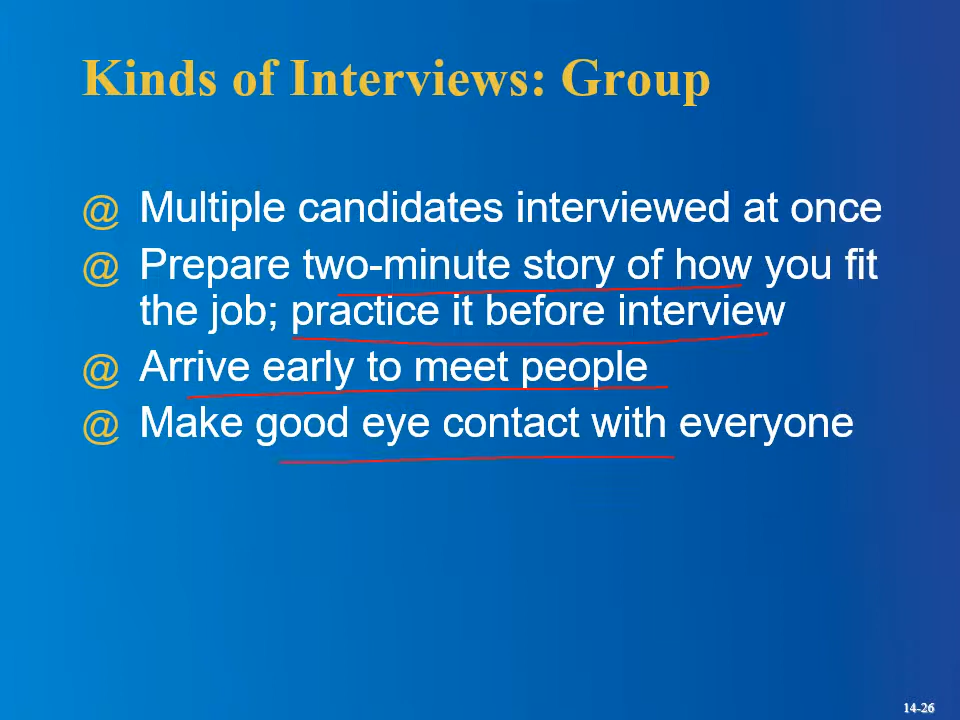 Kinds of Interviews: Group
@ Multiple candidates interviewed at once
@ Prepare two-minute story of how you fit
the job; practice it before interview
@ Arrive early to meet people
@ Make good eye contact with everyone
14-26